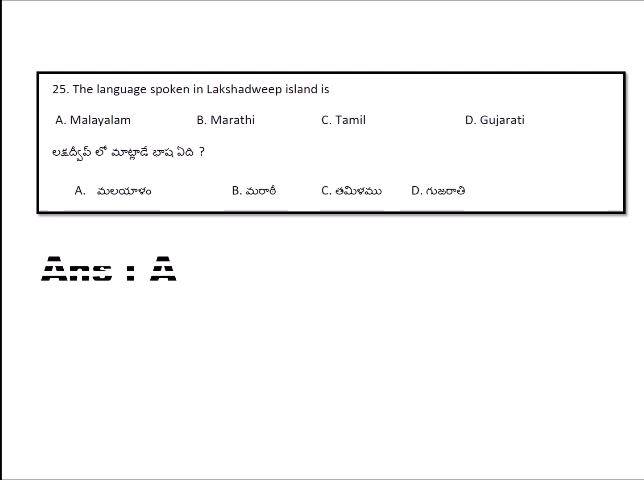 25. The language spoken in Lakshadweep island is
A. Malayalam B. Marathi C. Tamil D. Gujarati
లక్షద్వీప్ లో మాట్లాడే భాష ఏది ?
A. మలయాళం B. మరాఠీ C. తమిళము D. గుజరాతి
Ans : A